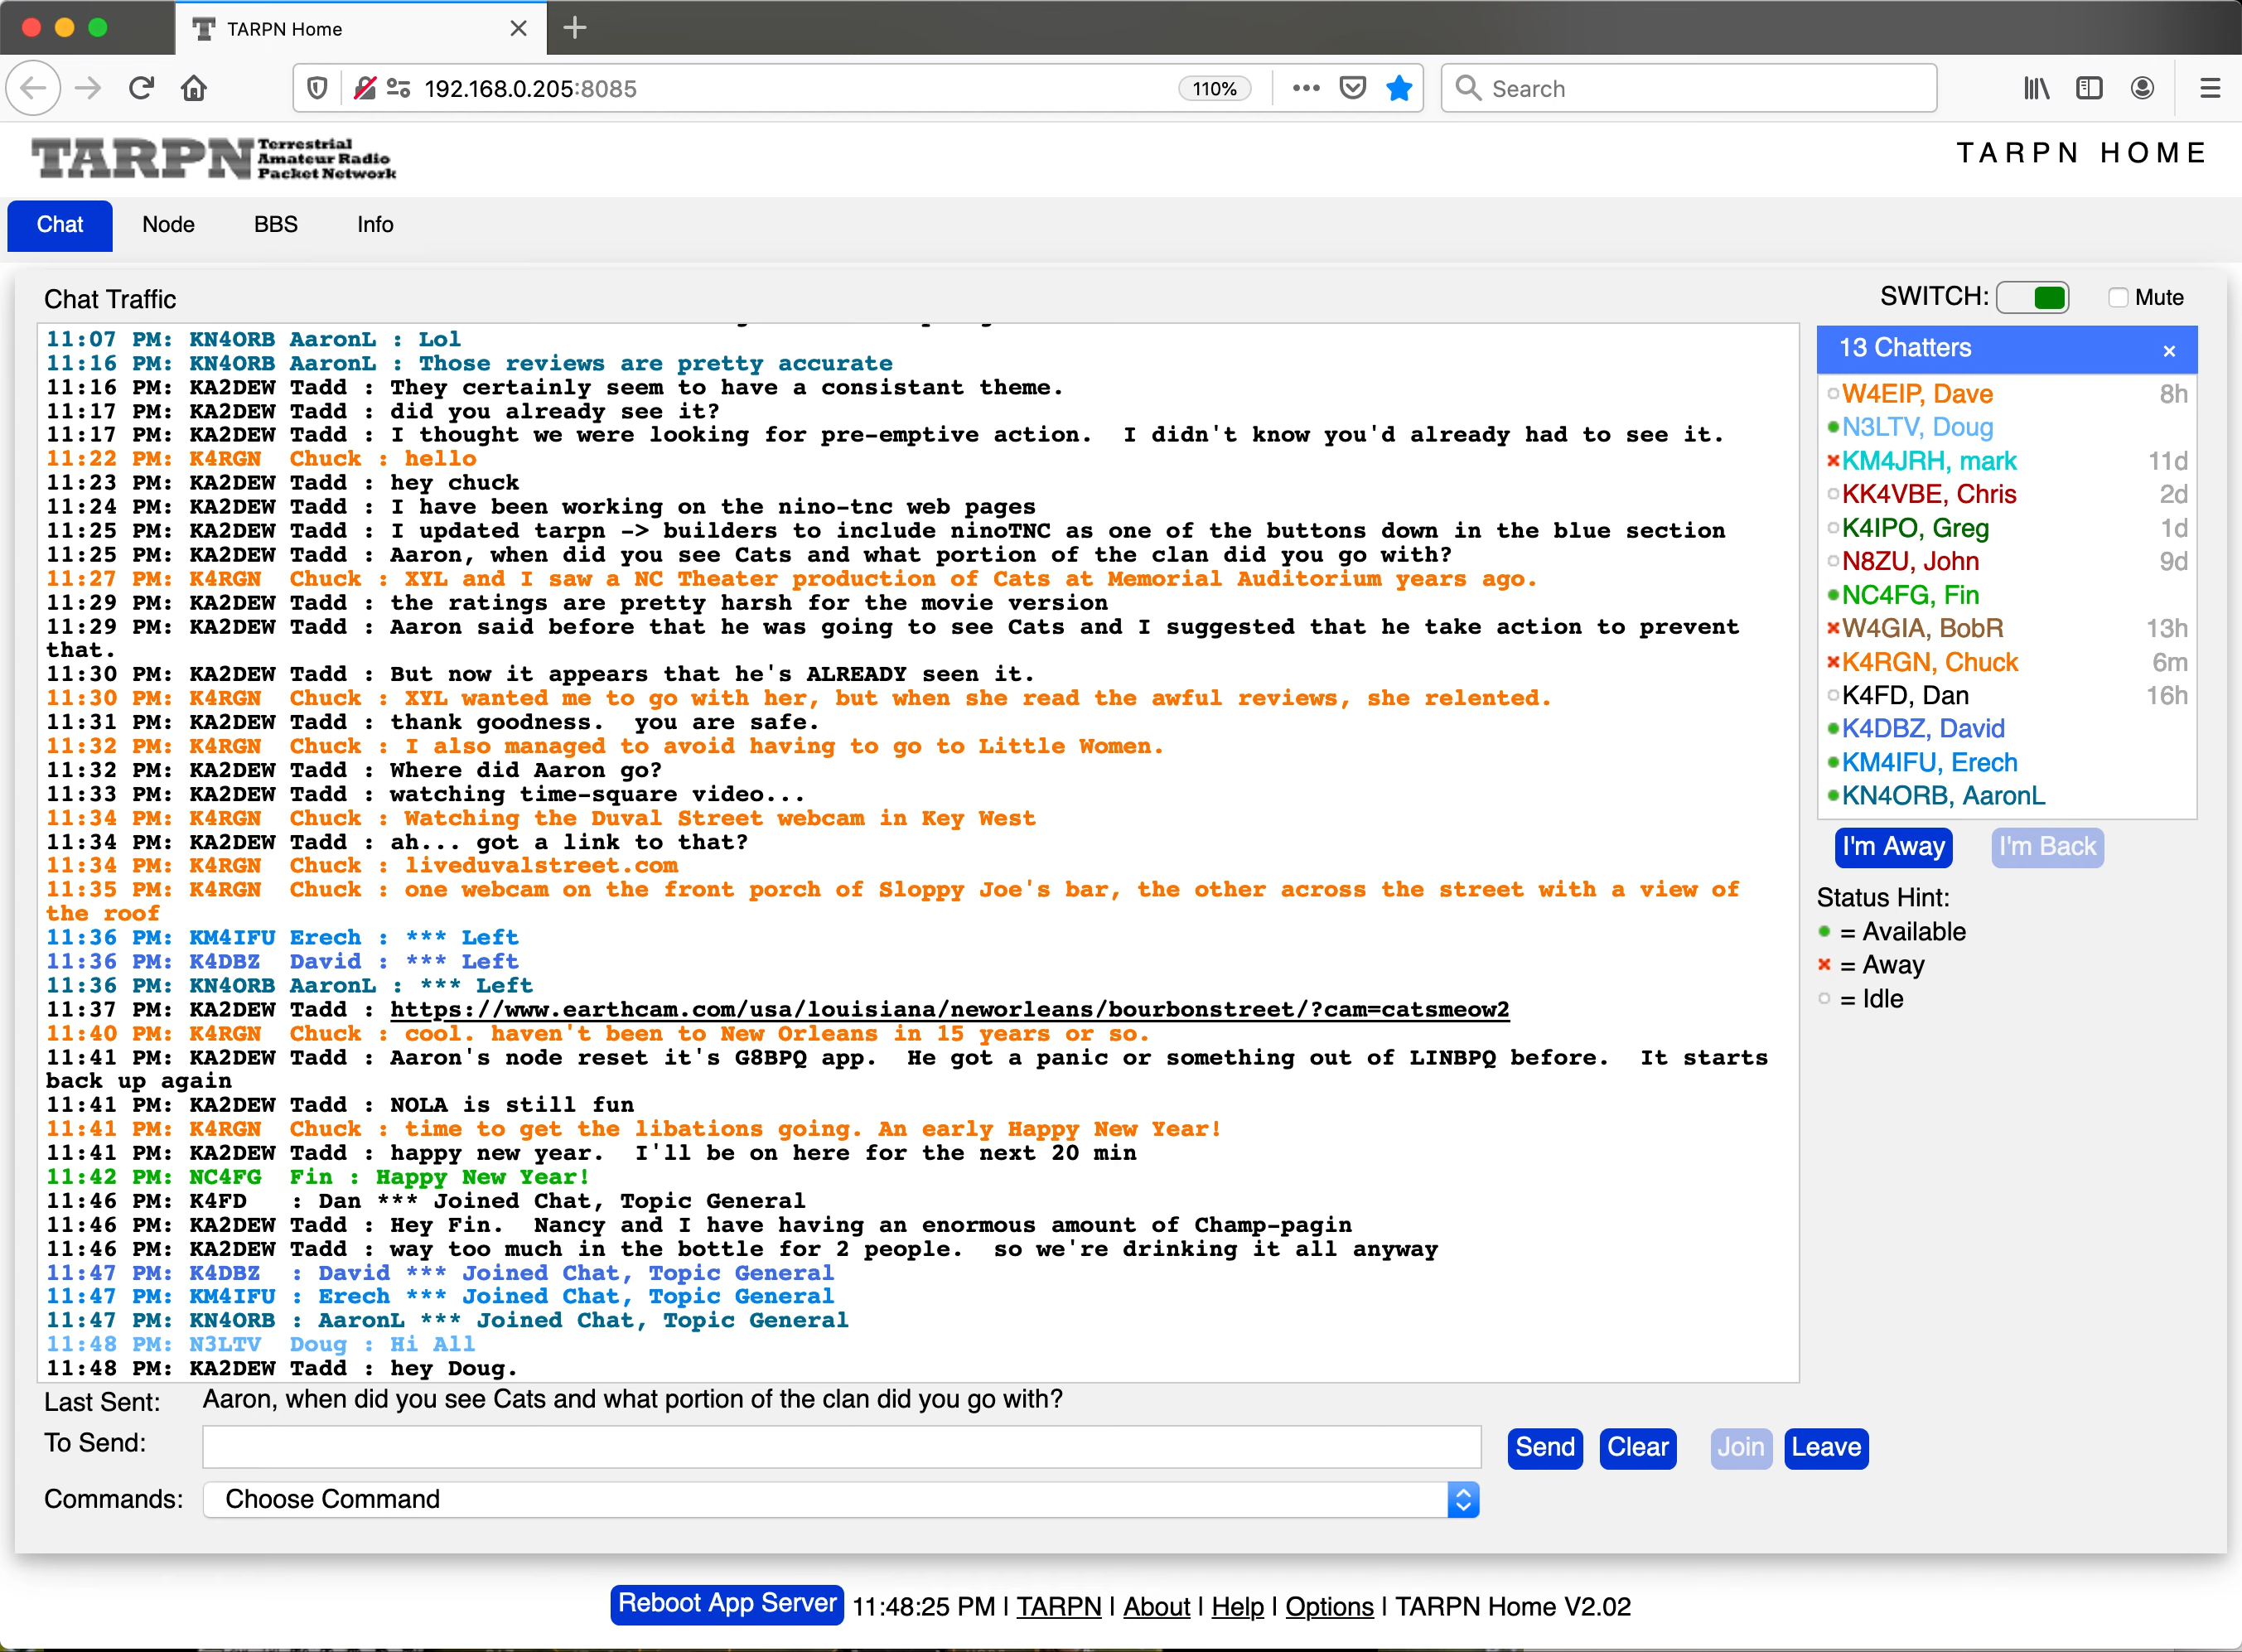 TARPN Home
192.168.0.205:8085
110%
Search
TARPN Terrestrial Amateur Radio Packet Network
TARPN HOME
Chat Node BBS Info
Chat Traffic
SWITCH: Mute
11:07 PM: KN4ORB AaronL : Lol
11:16 PM: KN4ORB AaronL : Those reviews are pretty accurate
11:16 PM: KA2DEW Tadd : They certainly seem to have a consistant theme.
11:17 PM: KA2DEW Tadd : did you already see it?
11:17 PM: KA2DEW Tadd : I thought we were looking for pre-emptive action.  I didn't know you'd already had to see it.
11:22 PM: K4RGN  Chuck : hello
11:23 PM: KA2DEW Tadd : hey chuck
11:24 PM: KA2DEW Tadd : I have been working on the nino-tnc web pages
11:25 PM: KA2DEW Tadd : I updated tarpn -> builders to include ninoTNC as one of the buttons down in the blue section
11:25 PM: KA2DEW Tadd : Aaron, when did you see Cats and what portion of the clan did you go with?
11:27 PM: K4RGN  Chuck : XYL and I saw a NC Theater production of Cats at Memorial Auditorium years ago.
11:29 PM: KA2DEW Tadd : the ratings are pretty harsh for the movie version
11:29 PM: KA2DEW Tadd : Aaron said before that he was going to see Cats and I suggested that he take action to prevent
that.
11:30 PM: KA2DEW Tadd : But now it appears that he's ALREADY seen it.
11:30 PM: K4RGN  Chuck : XYL wanted me to go with her, but when she read the awful reviews, she relented.
11:31 PM: KA2DEW Tadd : thank goodness.  you are safe.
11:32 PM: K4RGN  Chuck : I also managed to avoid having to go to Little Women.
11:32 PM: KA2DEW Tadd : Where did Aaron go?
11:33 PM: KA2DEW Tadd : watching time-square video...
11:34 PM: K4RGN  Chuck : Watching the Duval Street webcam in Key West
11:34 PM: KA2DEW Tadd : ah... got a link to that?
11:34 PM: K4RGN  Chuck : liveduvalstreet.com
11:35 PM: K4RGN  Chuck : one webcam on the front porch of Sloppy Joe's bar, the other across the street with a view of
the roof
11:36 PM: KM4IFU Erech : *** Left
11:36 PM: K4DBZ  David : *** Left
11:36 PM: KN4ORB AaronL : *** Left
11:37 PM: KA2DEW Tadd : https://www.earthcam.com/usa/louisiana/neworleans/bourbonstreet/?cam=catsmeow2
11:40 PM: K4RGN  Chuck : cool. haven't been to New Orleans in 15 years or so.
11:41 PM: KA2DEW Tadd : Aaron's node reset it's G8BPQ app.  He got a panic or something out of LINBPQ before.  It starts
back up again
11:41 PM: KA2DEW Tadd : NOLA is still fun
11:41 PM: K4RGN  Chuck : time to get the libations going. An early Happy New Year!
11:41 PM: KA2DEW Tadd : happy new year.  I'll be on here for the next 20 min
11:42 PM: NC4FG  Fin : Happy New Year!
11:46 PM: K4FD   : Dan *** Joined Chat, Topic General
11:46 PM: KA2DEW Tadd : Hey Fin.  Nancy and I have having an enormous amount of Champ-pagin
11:46 PM: KA2DEW Tadd : way too much in the bottle for 2 people.  so we're drinking it all anyway
11:47 PM: K4DBZ  : David *** Joined Chat, Topic General
11:47 PM: KM4IFU : Erech *** Joined Chat, Topic General
11:47 PM: KN4ORB : AaronL *** Joined Chat, Topic General
11:48 PM: N3LTV  Doug : Hi All
11:48 PM: KA2DEW Tadd : hey Doug.
13 Chatters ×
W4EIP, Dave 8h
N3LTV, Doug
KM4JRH, mark 11d
KK4VBE, Chris 2d
K4IPO, Greg 1d
N8ZU, John 9d
NC4FG, Fin
W4GIA, BobR 13h
K4RGN, Chuck 6m
K4FD, Dan 16h
K4DBZ, David
KM4IFU, Erech
KN4ORB, AaronL
I'm Away I'm Back
Status Hint:
= Available
= Away
= Idle
Last Sent: Aaron, when did you see Cats and what portion of the clan did you go with?
To Send: Send Clear Join Leave
Commands: Choose Command
Reboot App Server 11:48:25 PM | TARPN | About | Help | Options | TARPN Home V2.02